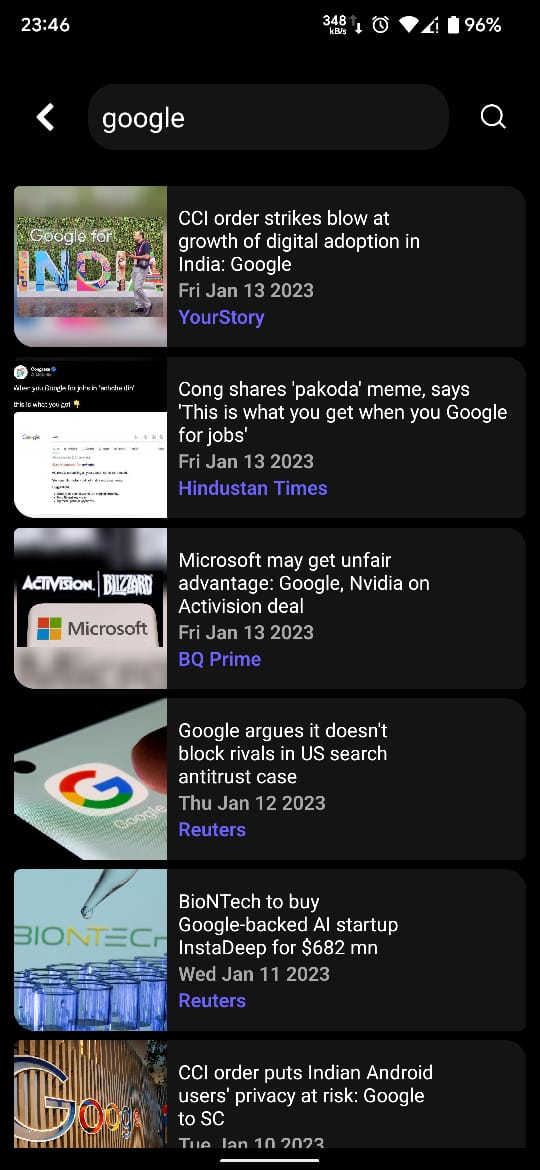 23:46
348
kB/s
96%
google
Google for
INDIA
CCI order strikes blow at
growth of digital adoption in
India: Google
Fri Jan 13 2023
YourStory
Congress
When you Google for jobs in 'achche din'
this is what you get
Google
Cong shares 'pakoda' meme, says
'This is what you get when you Google
for jobs'
Fri Jan 13 2023
Hindustan Times
ACTIVISION. BLIZZARD
Microsoft
Microsoft may get unfair
advantage: Google, Nvidia on
Activision deal
Fri Jan 13 2023
BQ Prime
G
Google
Google argues it doesn't
block rivals in US search
antitrust case
Thu Jan 12 2023
Reuters
BIONTECH
BioNTech to buy
Google-backed AI startup
InstaDeep for $682 mn
Wed Jan 11 2023
Reuters
Google
CCI order puts Indian Android
users' privacy at risk: Google
to SC
Tue Jan 10 2023